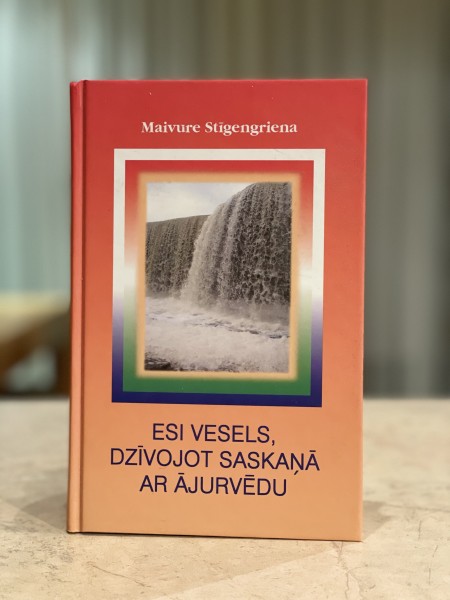 Maivure Stīgengriena
ESI VESELS,
DZĪVOJOT SASKAŅĀ
AR ĀJURVĒDU